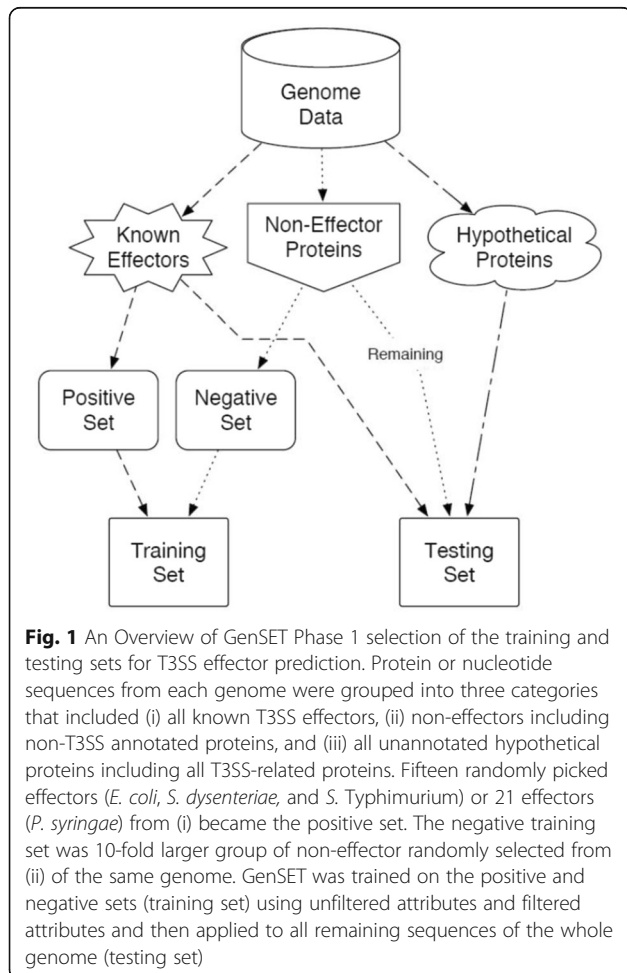 Genome
Data
Known
Effectors
Non-Effector
Proteins
Hypothetical
Proteins
Remaining
Positive
Set
Negative
Set
Training
Set
Testing
Set
Fig. 1 An Overview of GenSET Phase 1 selection of the training and
testing sets for T3SS effector prediction. Protein or nucleotide
sequences from each genome were grouped into three categories
that included (i) all known T3SS effectors, (ii) non-effectors including
non-T3SS annotated proteins, and (iii) all unannotated hypothetical
proteins including all T3SS-related proteins. Fifteen randomly picked
effectors (E. coli, S. dysenteriae, and S. Typhimurium) or 21 effectors
(P. syringae) from (i) became the positive set. The negative training
set was 10-fold larger group of non-effector randomly selected from
(ii) of the same genome. GenSET was trained on the positive and
negative sets (training set) using unfiltered attributes and filtered
attributes and then applied to all remaining sequences of the whole
genome (testing set)